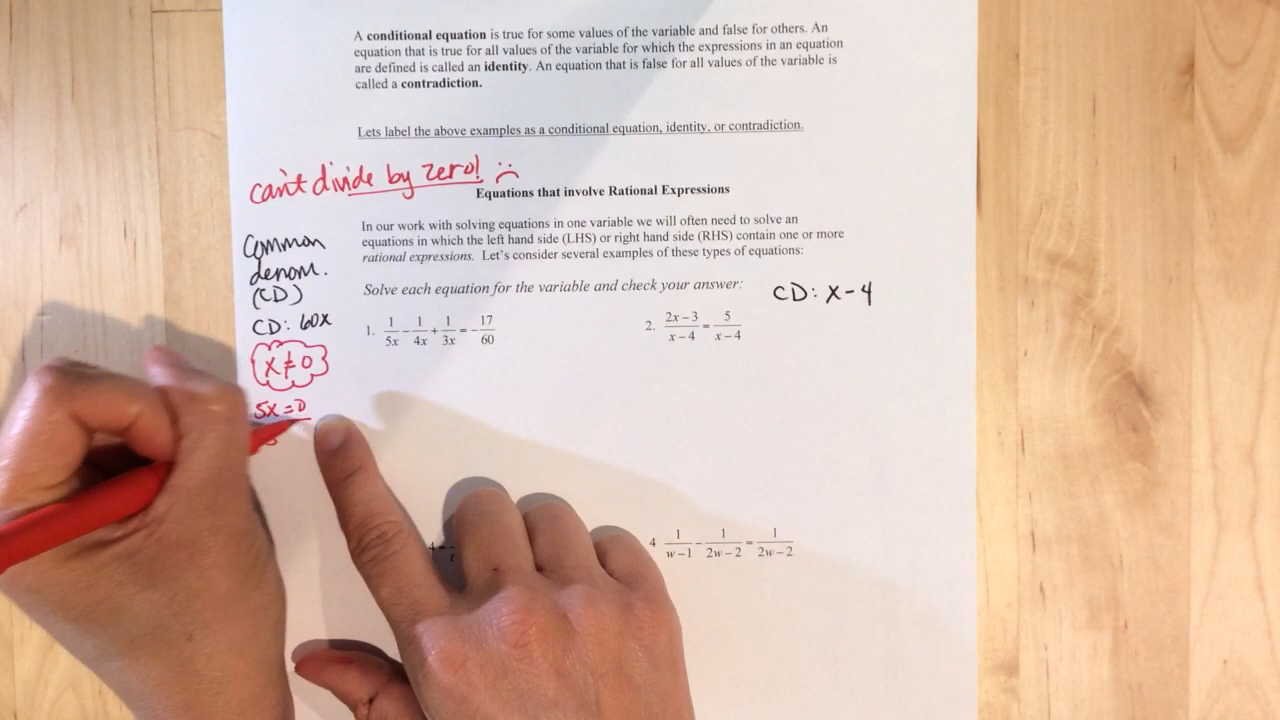 A conditional equation is true for some values of the variable and false for others. An
equation that is true for all values of the variable for which the expressions in an equation
are defined is called an identity. An equation that is false for all values of the variable is
called a contradiction.
Lets label the above examples as a conditional equation, identity, or contradiction.
can't divide by zero! :(
Equations that involve Rational Expressions
In our work with solving equations in one variable we will often need to solve an
equations in which the left hand side (LHS) or right hand side (RHS) contain one or more
rational expressions. Let's consider several examples of these types of equations:
Common
denom.
(CD)
CD: 60x
x ≠ 0
5x = 0
Solve each equation for the variable and check your answer:
CD: x-4
1. 1/5x - 1/4x + 1/3x = -17/60
2. 2x-3/x-4 = 5/x-4
4 1/w-1 - 1/2w-2 = 1/2w-2